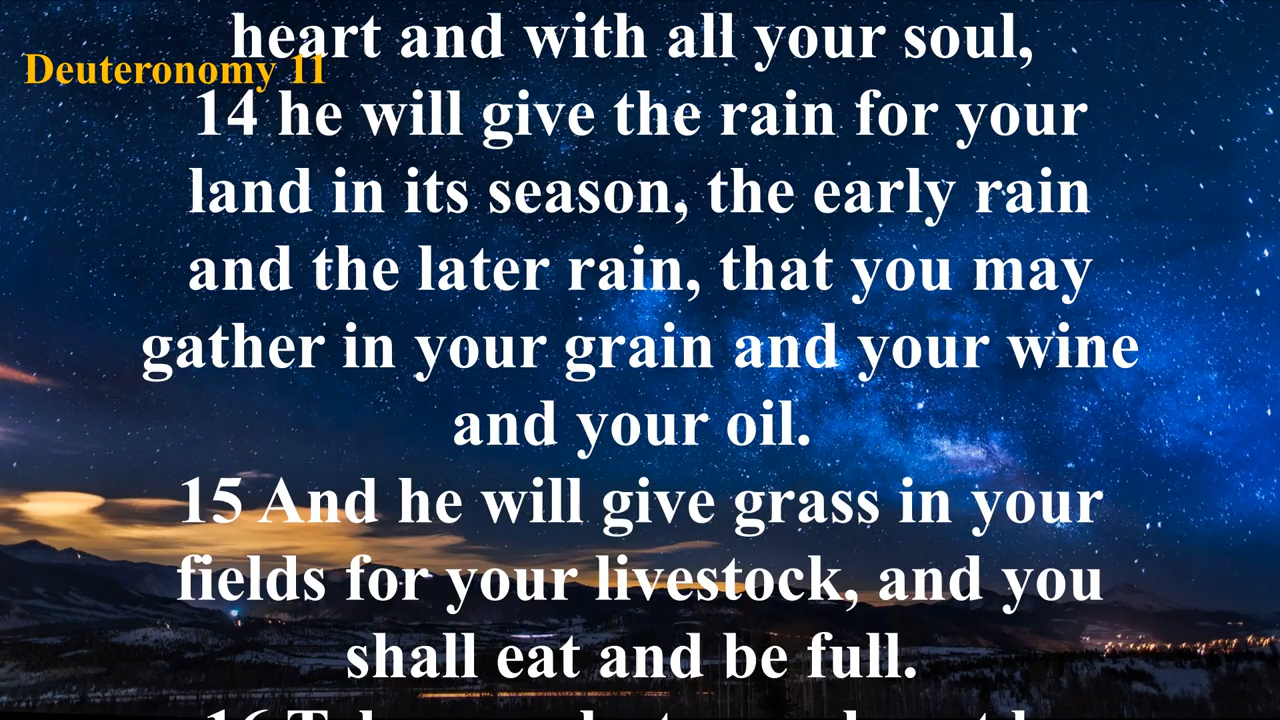 heart and with all your soul,
Deuteronomy 11
14 he will give the rain for your
land in its season, the early rain
and the later rain, that you may
gather in your grain and your wine
and your oil.
15 And he will give grass in your
fields for your livestock, and you
shall eat and be full.
16